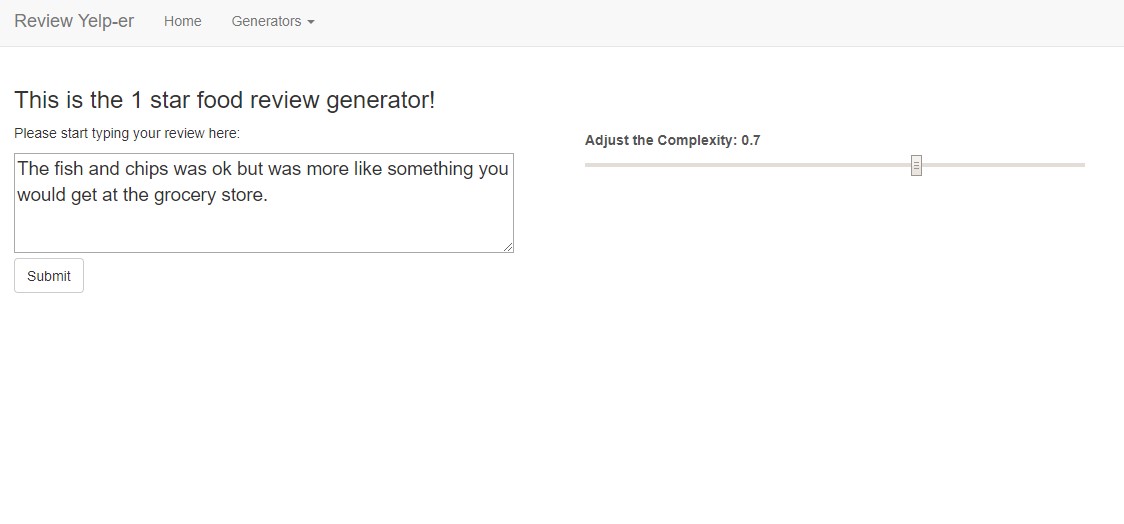 Review Yelp-er Home Generators
This is the 1 star food review generator!
Please start typing your review here:
Adjust the Complexity: 0.7
The fish and chips was ok but was more like something you
would get at the grocery store.
Submit